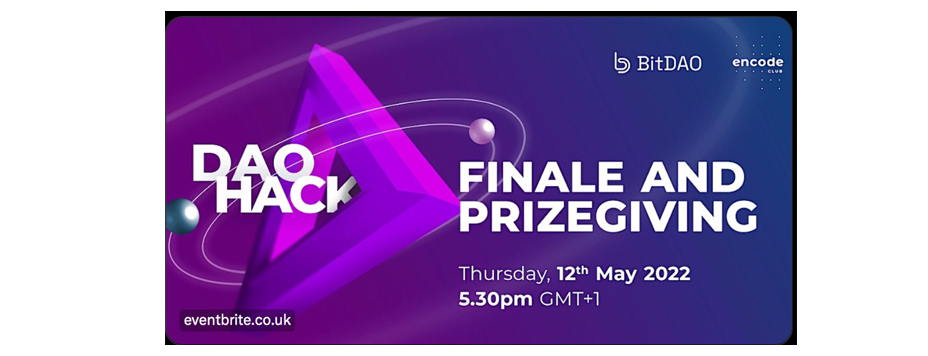 BitDAO
encode
CLUB
DAO
HACK
FINALE AND
PRIZEGIVING
Thursday, 12th May 2022
5.30pm GMT+1
eventbrite.co.uk